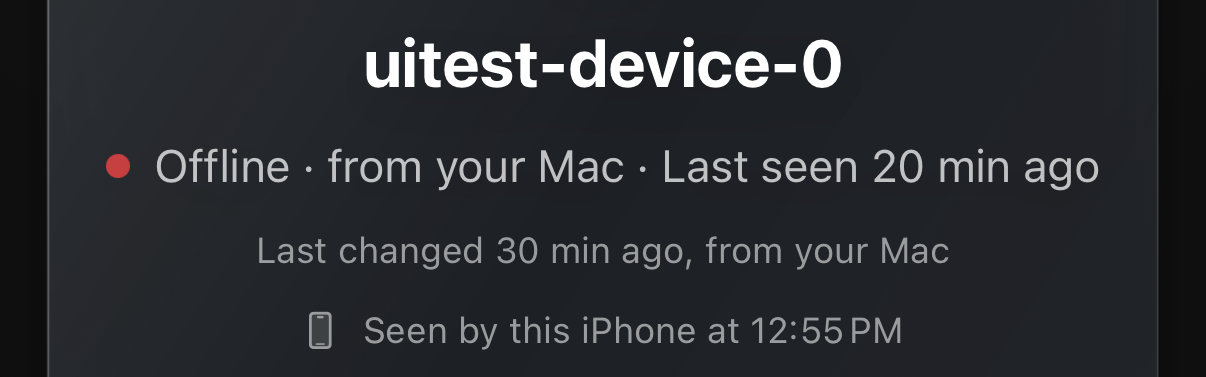 uitest-device-0
Offline · from your Mac · Last seen 20 min ago
Last changed 30 min ago, from your Mac
Seen by this iPhone at 12:55 PM